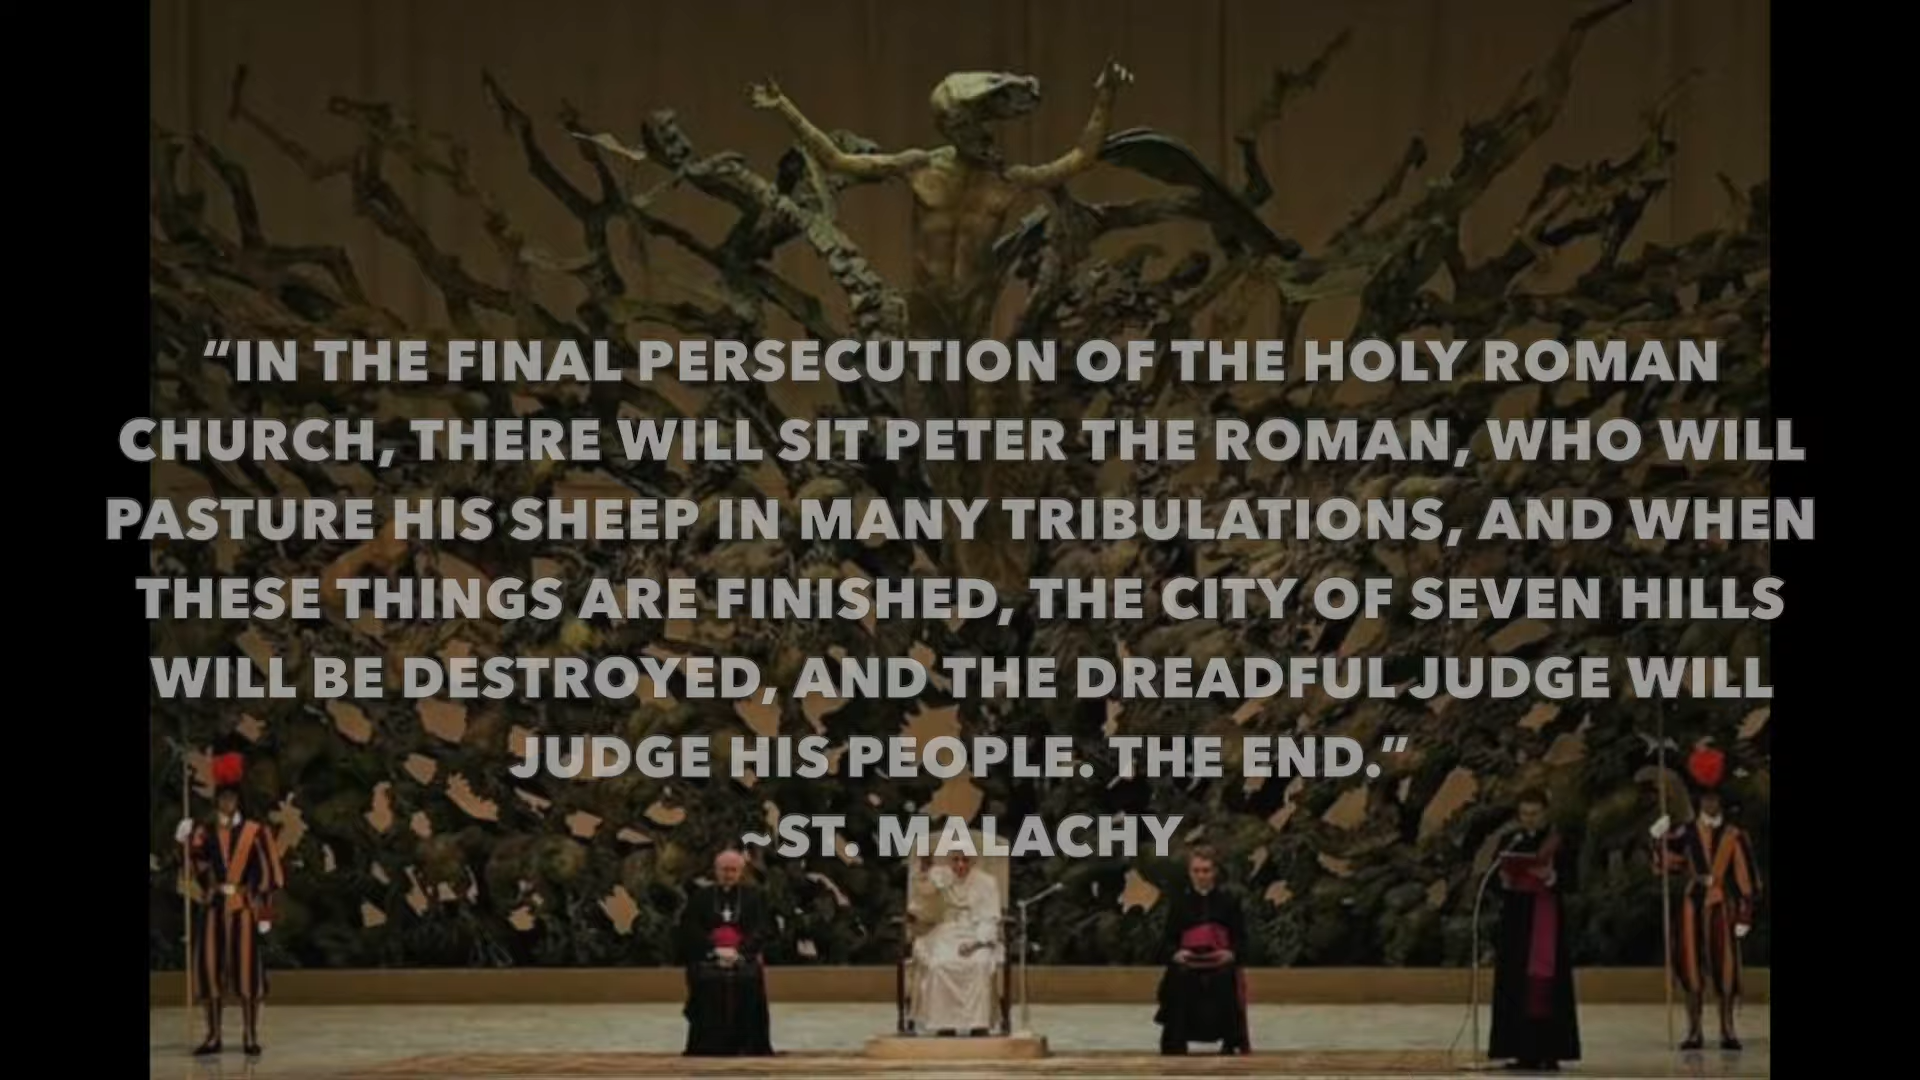 “IN THE FINAL PERSECUTION OF THE HOLY ROMAN
CHURCH, THERE WILL SIT PETER THE ROMAN, WHO WILL
PASTURE HIS SHEEP IN MANY TRIBULATIONS, AND WHEN
THESE THINGS ARE FINISHED, THE CITY OF SEVEN HILLS
WILL BE DESTROYED, AND THE DREADFUL JUDGE WILL
JUDGE HIS PEOPLE. THE END.”
~ST. MALACHY